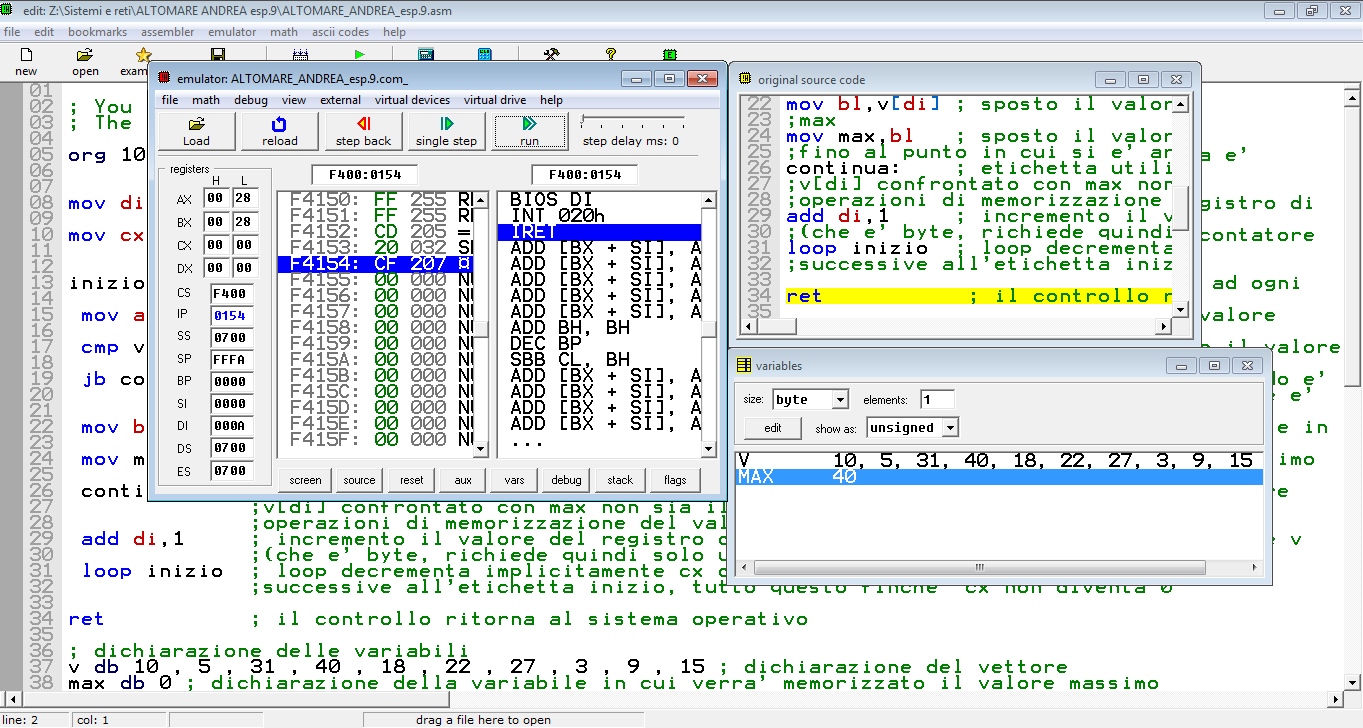 edit: Z:\Sistemi e reti\ALTOMARE ANDREA esp.9\ALTOMARE_ANDREA_esp.9.asm
file edit bookmarks assembler emulator math ascii codes help
new open exam
emulator: ALTOMARE_ANDREA_esp.9.com_
file math debug view external virtual devices virtual drive help
Load reload step back single step run step delay ms: 0
registers F400:0154 F400:0154
H L
AX 00 28
BX 00 28
CX 00 00
DX 00 00
CS F400
IP 0154
SS 0700
SP FFFA
BP 0000
SI 0000
DI 000A
DS 0700
ES 0700
F4150: FF 255
F4151: FF 255
F4152: CD 205 =
F4153: 20 032
F4154: CF 207 ¤
F4155: 00 000
F4156: 00 000
F4157: 00 000
F4158: 00 000
F4159: 00 000
F415A: 00 000
F415B: 00 000
F415C: 00 000
F415D: 00 000
F415E: 00 000
F415F: 00 000
BIOS DI
INT 020h
IRET
ADD [BX + SI], A
ADD [BX + SI], A
ADD [BX + SI], A
ADD [BX + SI], A
ADD [BX + SI], A
ADD BH, BH
DEC BP
SBB CL, BH
ADD [BX + SI], A
ADD [BX + SI], A
ADD [BX + SI], A
ADD [BX + SI], A
...
screen source reset aux vars debug stack flags
original source code
22 mov bl,v[di] ; sposto il valor
23 ;max
24 mov max,bl ; sposto il valor
25 ;fino al punto in cui si e' an
26 continua: ; etichetta utili
27 ;v[di] confrontato con max non
28 ;operazioni di memorizzazione
29 add di,1 ; incremento il v
30 ;(che e' byte, richiede quindi
31 loop inizio ; loop decrementa
32 ;successive all'etichetta iniz
33
34 ret ; il controllo r
35
variables
size: byte elements: 1
edit show as: unsigned
V 10, 5, 31, 40, 18, 22, 27, 3, 9, 15
MAX 40
01
02 ; You
03 ; The
04
05 org 10 a e'
06
07
08 mov di gistro di
09
10 mov cx contatore
11
12
13 inizio ad ogni
14
15 mov a valore
16
17 cmp v il valore
18
19 jb co o e'
20 e'
21
22 mov b e in
23
24 mov m imo
25
26 conti re
27 ;v[di] confrontato con max non sia il
28 ;operazioni di memorizzazione del val
29 add di,1 ; incremento il valore del registro e v
30 ;(che e' byte, richiede quindi solo
31 loop inizio ; loop decrementa implicitamente cx
32 ;successive all'etichetta inizio, tutto questo finche' cx non diventa 0
33
34 ret ; il controllo ritorna al sistema operativo
35
36 ; dichiarazione delle variabili
37 v db 10 , 5 , 31 , 40 , 18 , 22 , 27 , 3 , 9 , 15 ; dichiarazione del vettore
38 max db 0 ; dichiarazione della variabile in cui verra' memorizzato il valore massimo
line: 2 col: 1 drag a file here to open